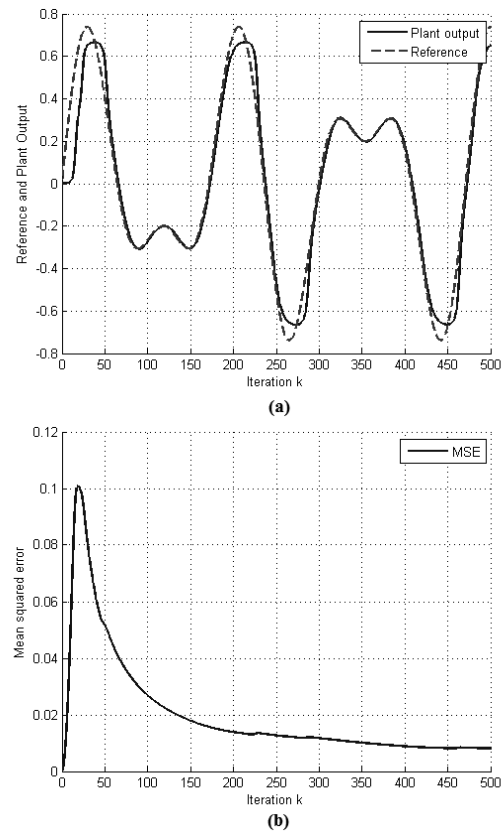 0.8
0.6
0.4
0.2
0
-0.2
-0.4
-0.6
-0.8
Reference and Plant Output
Plant output
Reference
0 50 100 150 200 250 300 350 400 450 500
Iteration k
(a)
0.12
0.1
0.08
0.06
0.04
0.02
0
Mean squared error
MSE
0 50 100 150 200 250 300 350 400 450 500
Iteration k
(b)